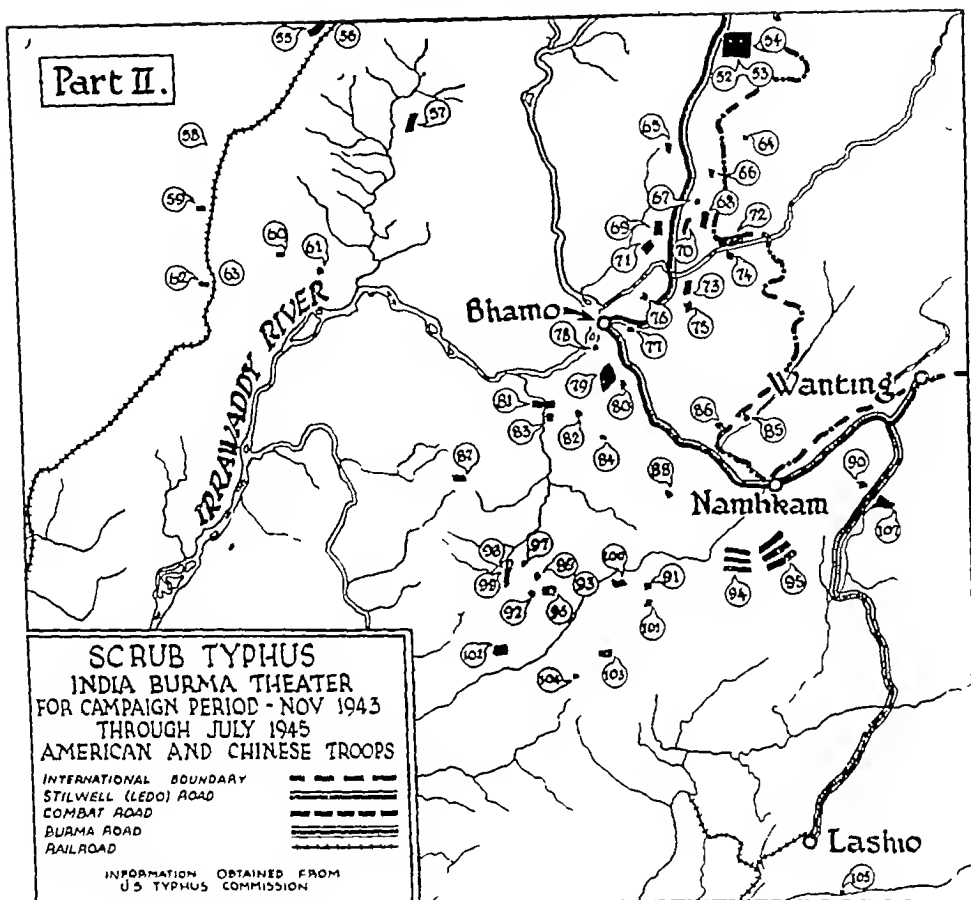 55 56
Part II.
54
52 53
57
58
65
64
66
59
67
68
69
70
72
60
61
71
74
62
63
73
Bhamo
76
75
78
77
IRRAWADDY RIVER
79
80
Wanting
81
83
82
86
85
84
87
88
90
Namhkam
107
98
97
89
93
100
91
94
95
99
92
96
101
102
103
104
SCRUB TYPHUS
INDIA BURMA THEATER
FOR CAMPAIGN PERIOD - NOV 1943
THROUGH JULY 1945
AMERICAN AND CHINESE TROOPS
INTERNATIONAL BOUNDARY
STILWELL (LEDO) ROAD
COMBAT ROAD
BURMA ROAD
RAILROAD
INFORMATION OBTAINED FROM
U S TYPHUS COMMISSION
Lashio
105